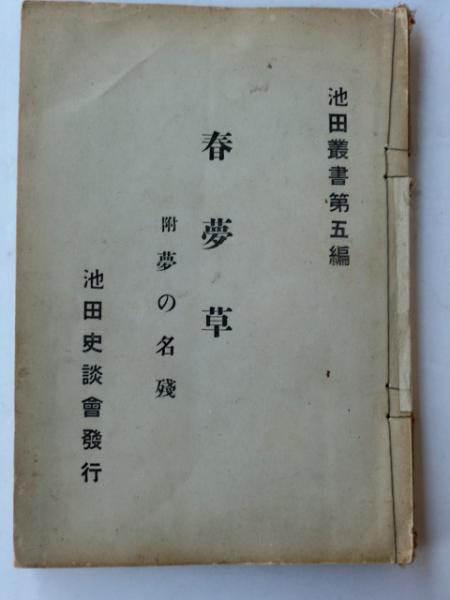 池田叢書第五編
春夢草
附夢の名殘
池田史談會發行